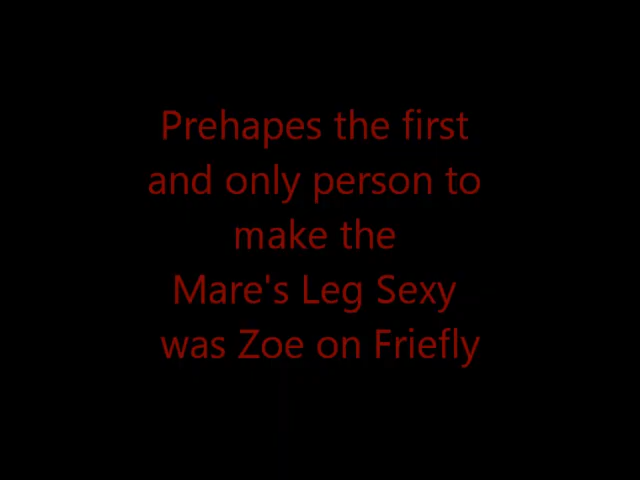 Prehapes the first
and only person to
make the
Mare's Leg Sexy
was Zoe on Friefly